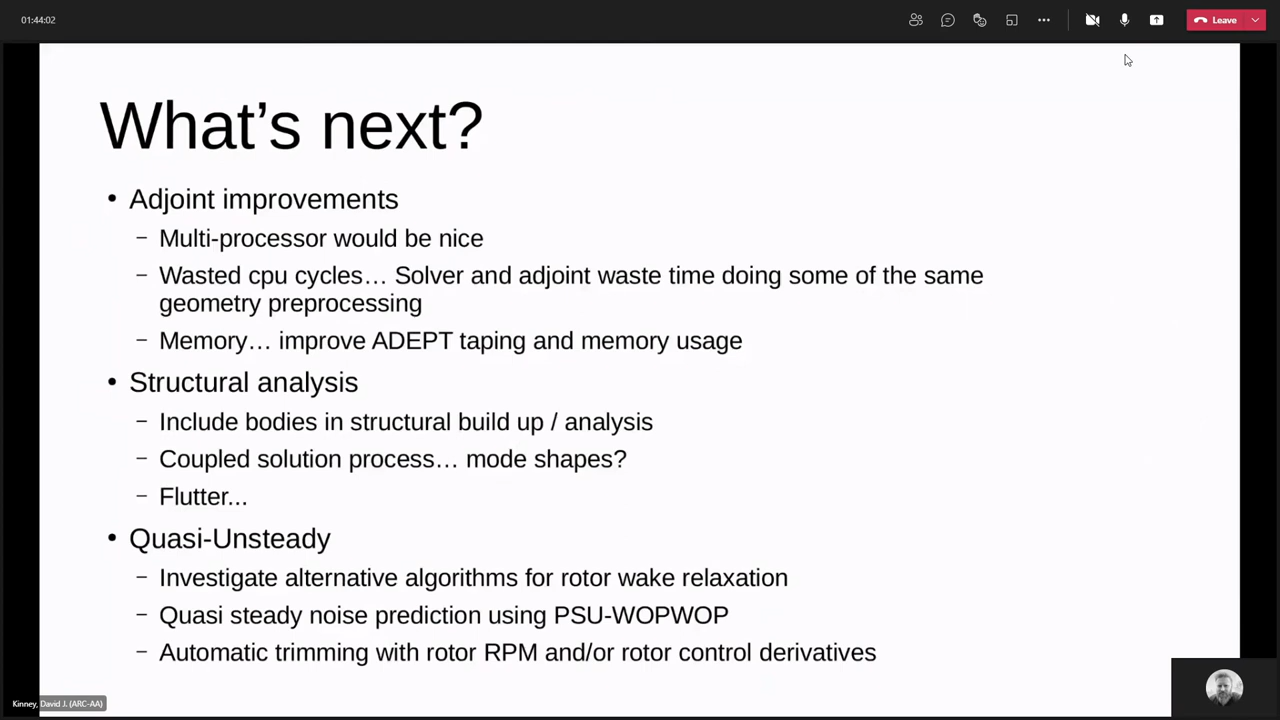 01:44:02
Leave
What’s next?
• Adjoint improvements
– Multi-processor would be nice
– Wasted cpu cycles… Solver and adjoint waste time doing some of the same
geometry preprocessing
– Memory… improve ADEPT taping and memory usage
• Structural analysis
– Include bodies in structural build up / analysis
– Coupled solution process… mode shapes?
– Flutter...
• Quasi-Unsteady
– Investigate alternative algorithms for rotor wake relaxation
– Quasi steady noise prediction using PSU-WOPWOP
– Automatic trimming with rotor RPM and/or rotor control derivatives
Kinney, David J. (ARC-AA)